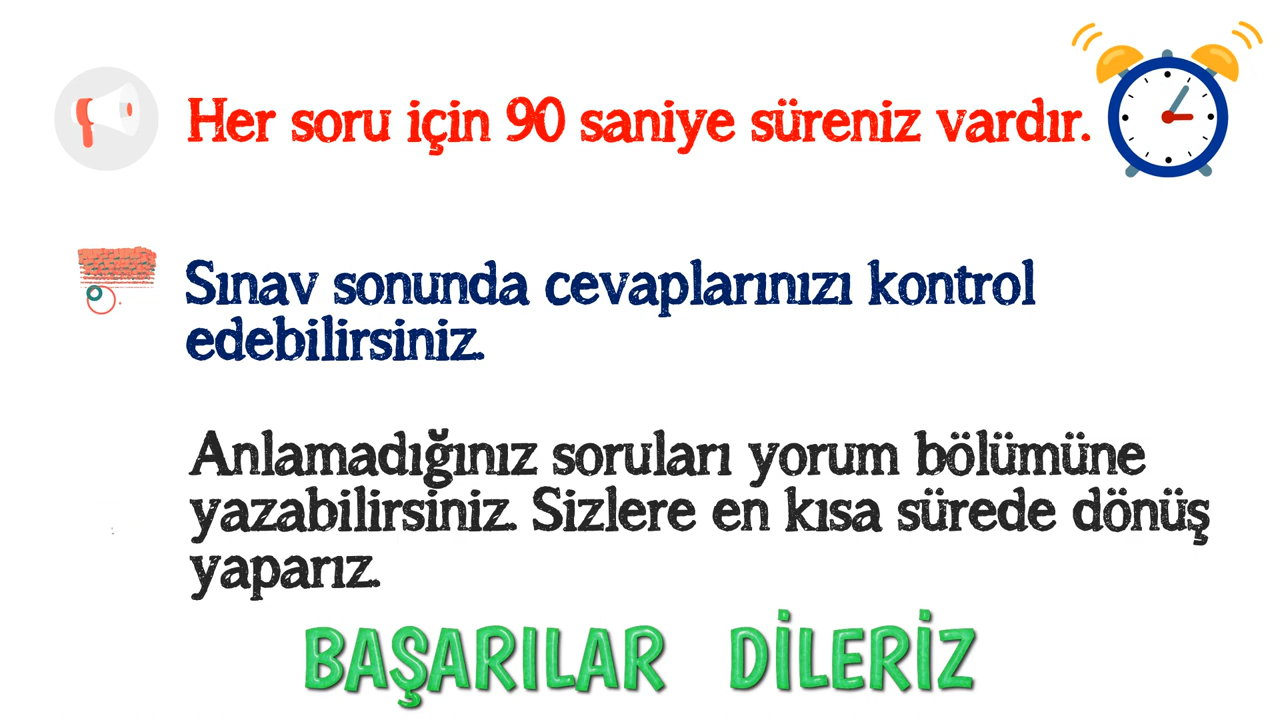 Her soru için 90 saniye süreniz vardır.
Sınav sonunda cevaplarınızı kontrol
edebilirsiniz.
Anlamadığınız soruları yorum bölümüne
yazabilirsiniz. Sizlere en kısa sürede dönüş
yaparız.
BAŞARILAR DİLERİZ